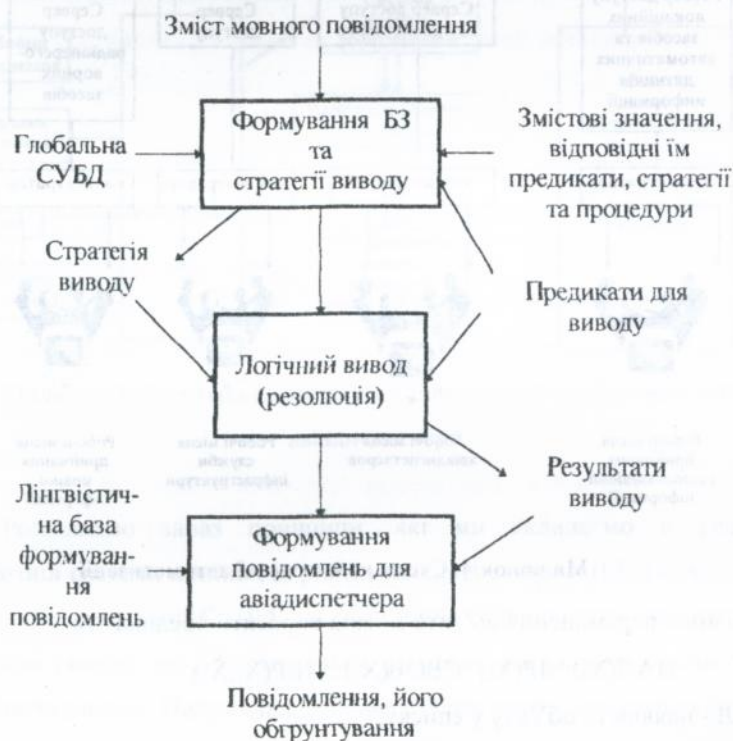 Зміст мовного повідомлення
Формування БЗ
та
стратегії виводу
Глобальна
СУБД
Змістові значення,
відповідні їм
предикати, стратегії
та процедури
Стратегія
виводу
Предикати для
виводу
Логічний вивод
(резолюція)
Результати
виводу
Лінгвістич-
на база
формуван-
ня
повідомлень
Формування
повідомлень для
авіадиспетчера
Повідомлення, його
обгрунтування